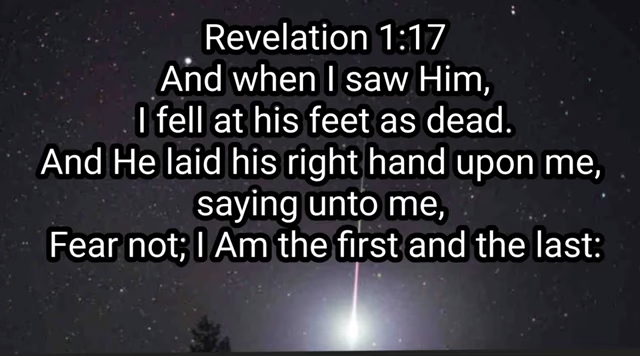 Revelation 1:17
And when I saw Him,
I fell at his feet as dead.
And He laid his right hand upon me,
saying unto me,
Fear not; I Am the first and the last: